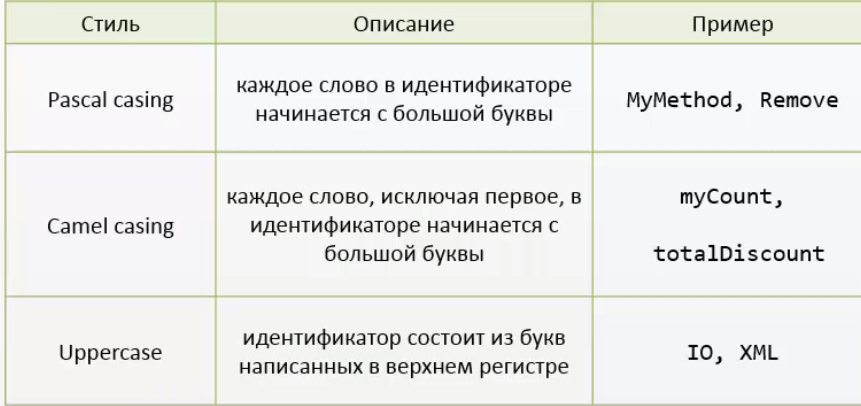 Стиль
Описание
Пример
Pascal casing
каждое слово в идентификаторе
начинается с большой буквы
MyMethod, Remove
Camel casing
каждое слово, исключая первое, в
идентификаторе начинается с
большой буквы
myCount,
totalDiscount
Uppercase
идентификатор состоит из букв
написанных в верхнем регистре
IO, XML